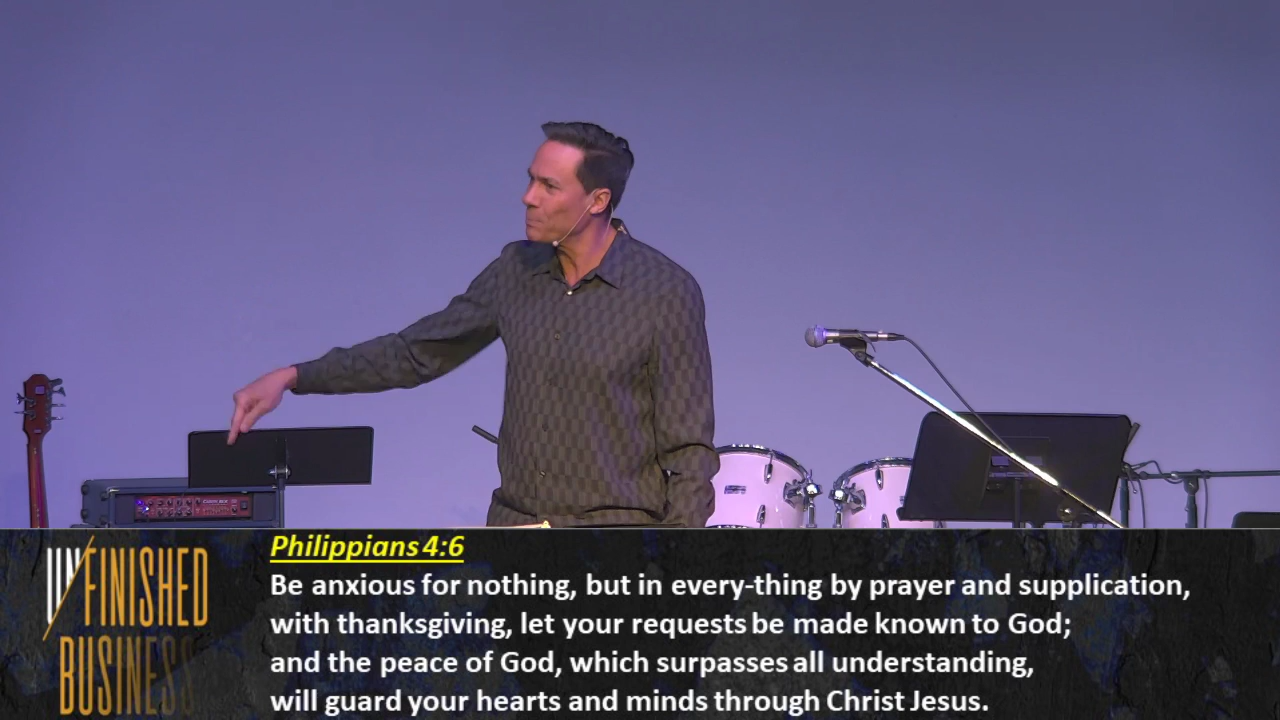 Philippians 4:6
Be anxious for nothing, but in every-thing by prayer and supplication,
with thanksgiving, let your requests be made known to God;
and the peace of God, which surpasses all understanding,
will guard your hearts and minds through Christ Jesus.
UNFINISHED
BUSINESS